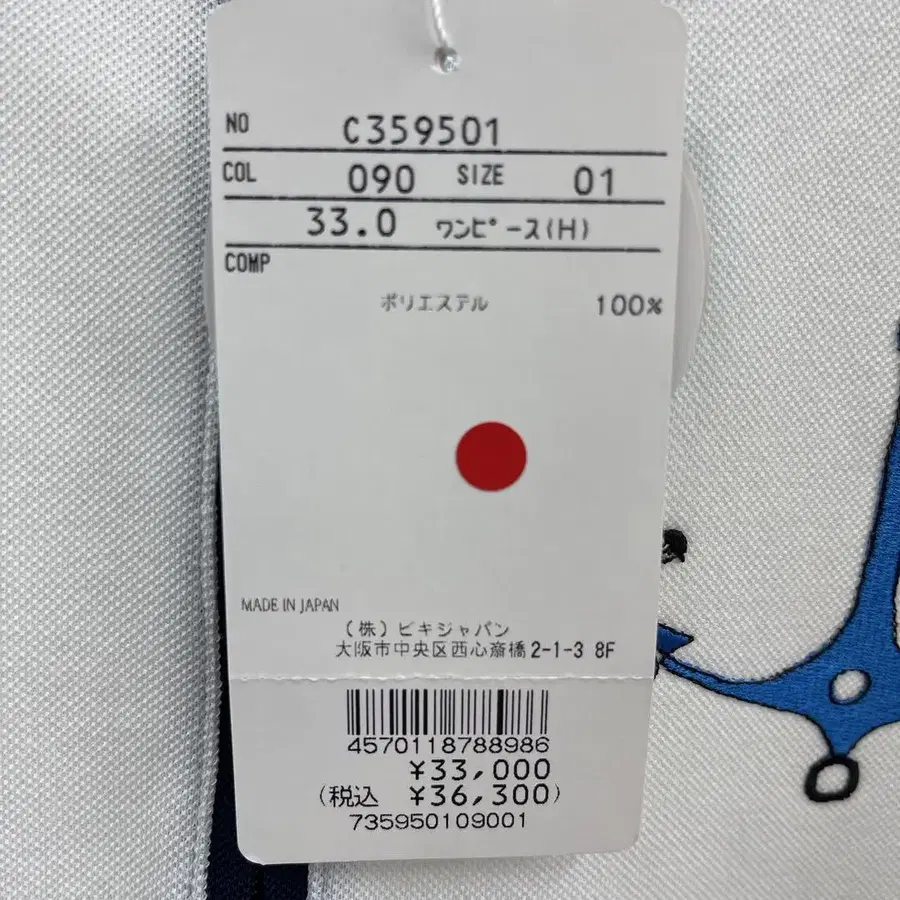 NO C359501
COL 090 SIZE 01
33.0 ワンピース(H)
COMP
ポリエステル 100%
MADE IN JAPAN
(株)ビキジャパン
大阪市中央区西心斎橋2-1-3 8F
4570118788986
¥33,000
(税込 ¥36,300)
735950109001